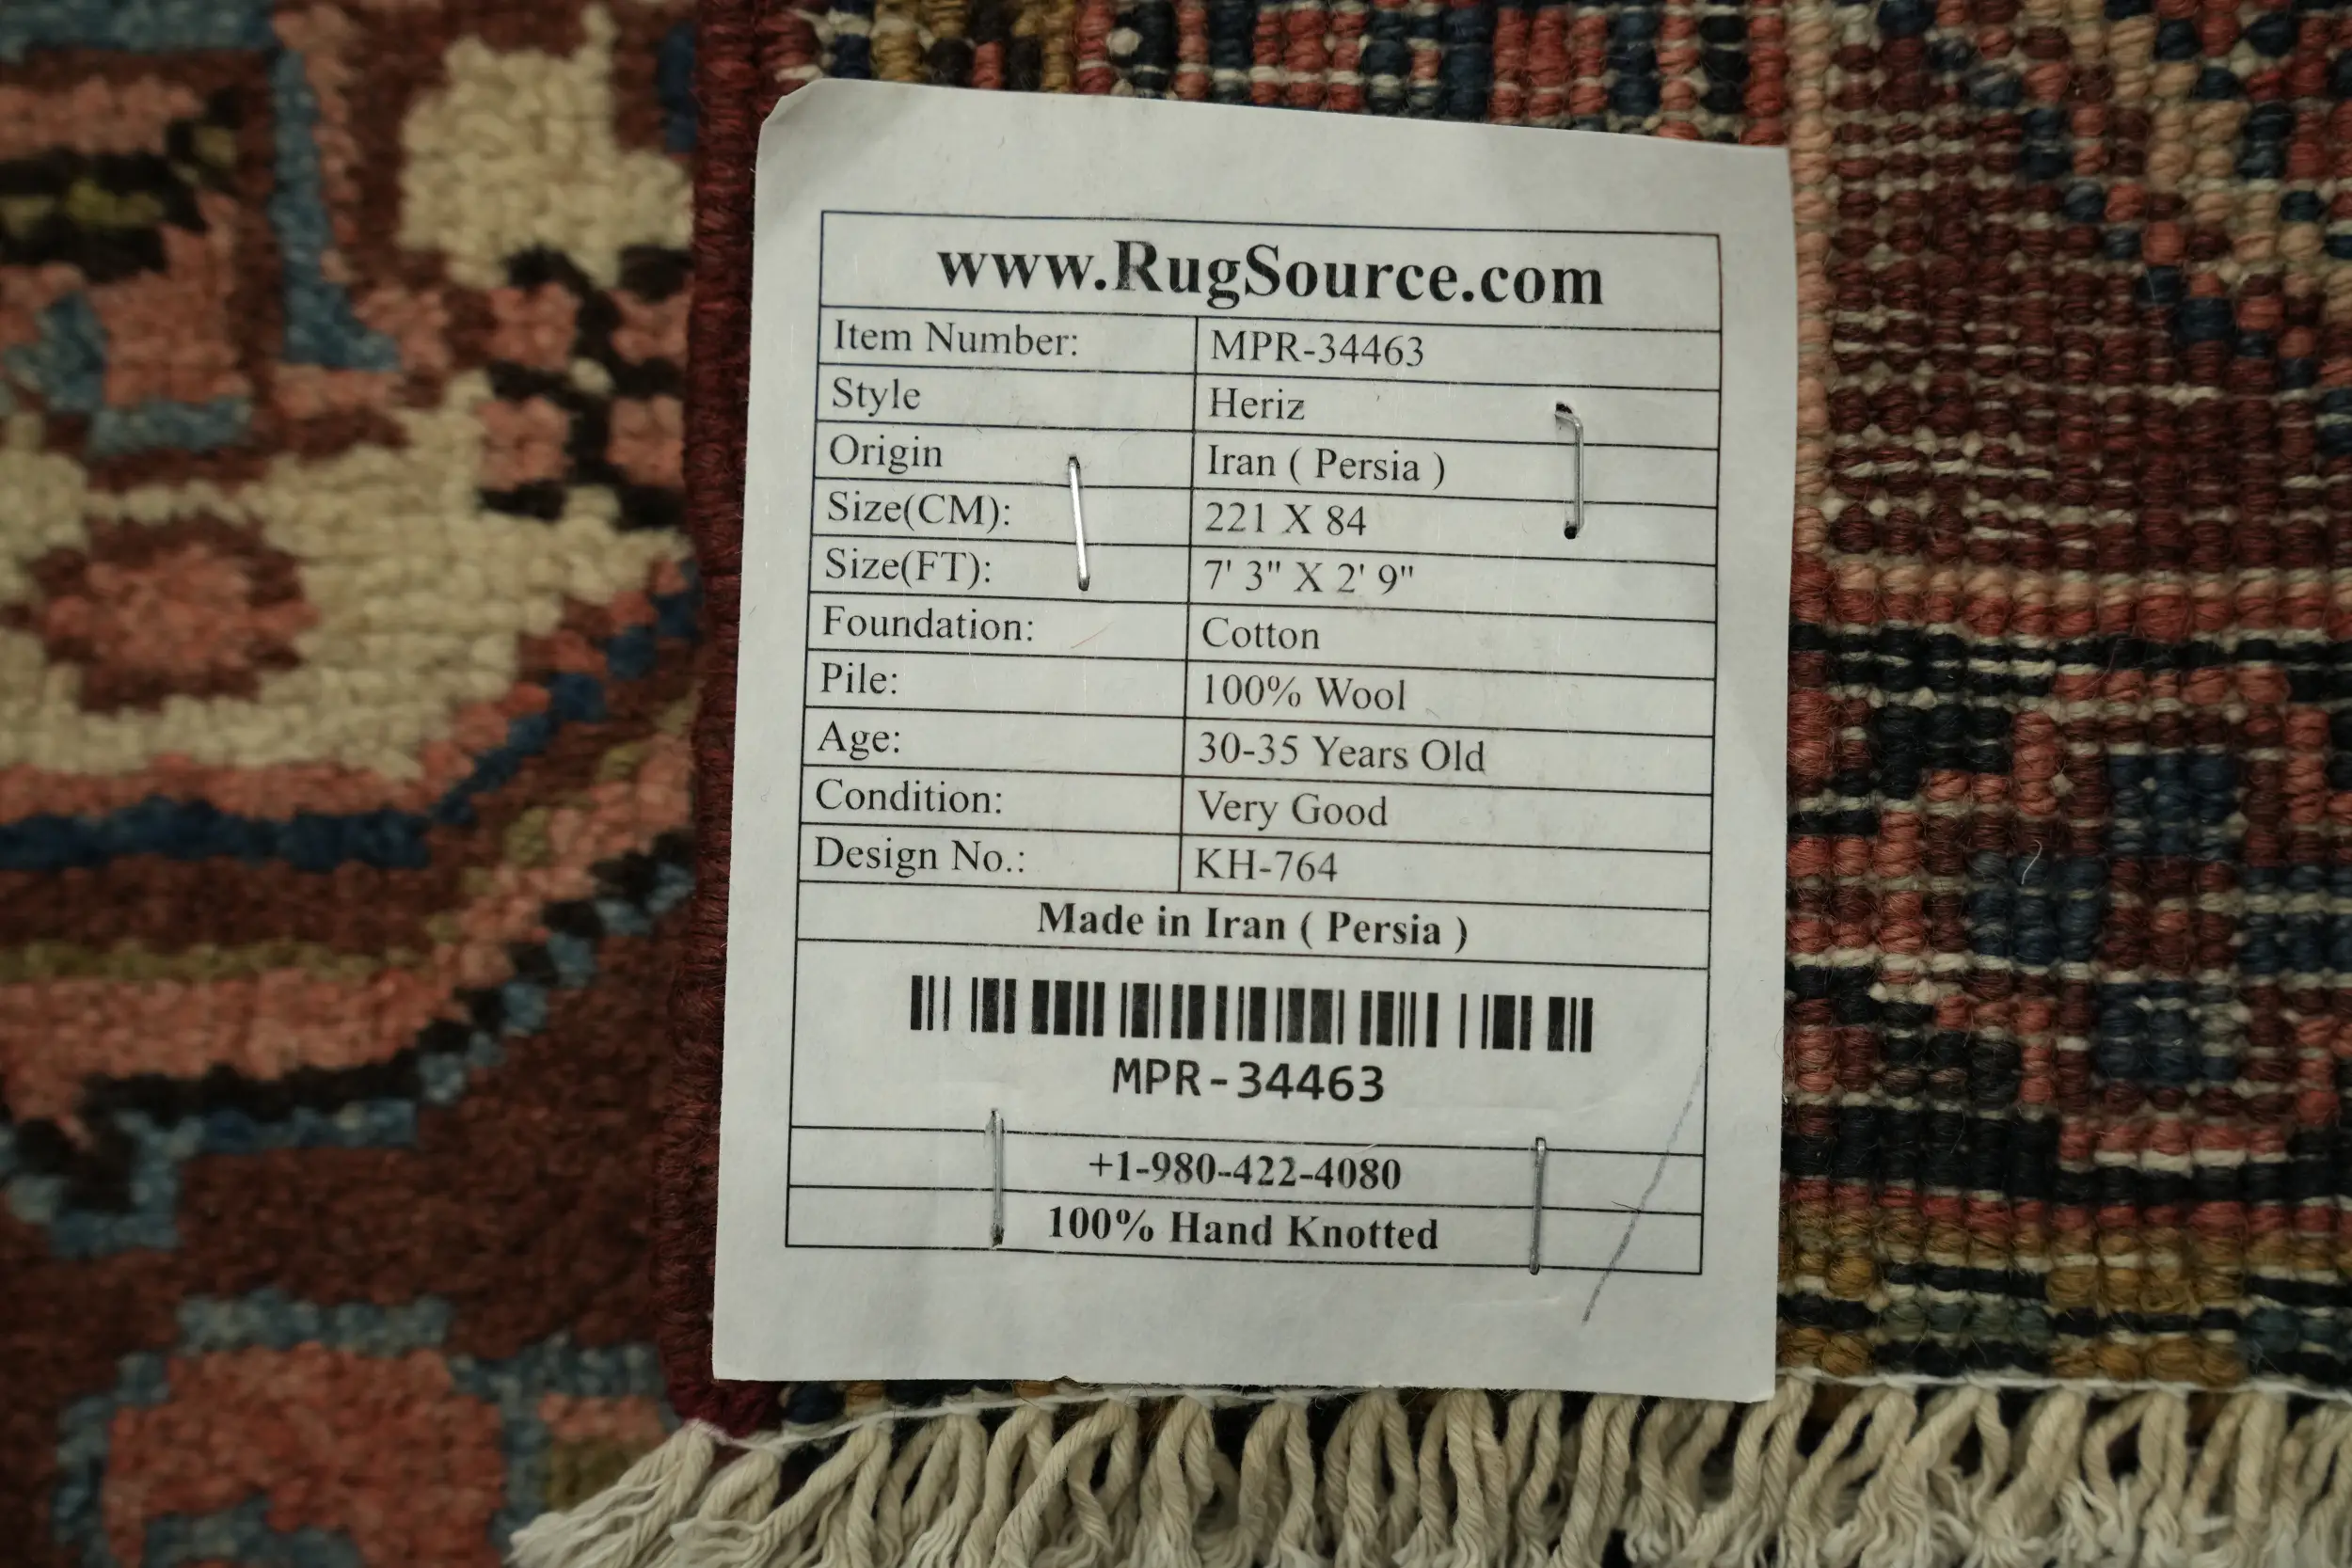 www.RugSource.com
Item Number: MPR-34463
Style Heriz
Origin Iran ( Persia )
Size(CM): 221 X 84
Size(FT): 7' 3" X 2' 9"
Foundation: Cotton
Pile: 100% Wool
Age: 30-35 Years Old
Condition: Very Good
Design No.: KH-764
Made in Iran ( Persia )
MPR-34463
+1-980-422-4080
100% Hand Knotted